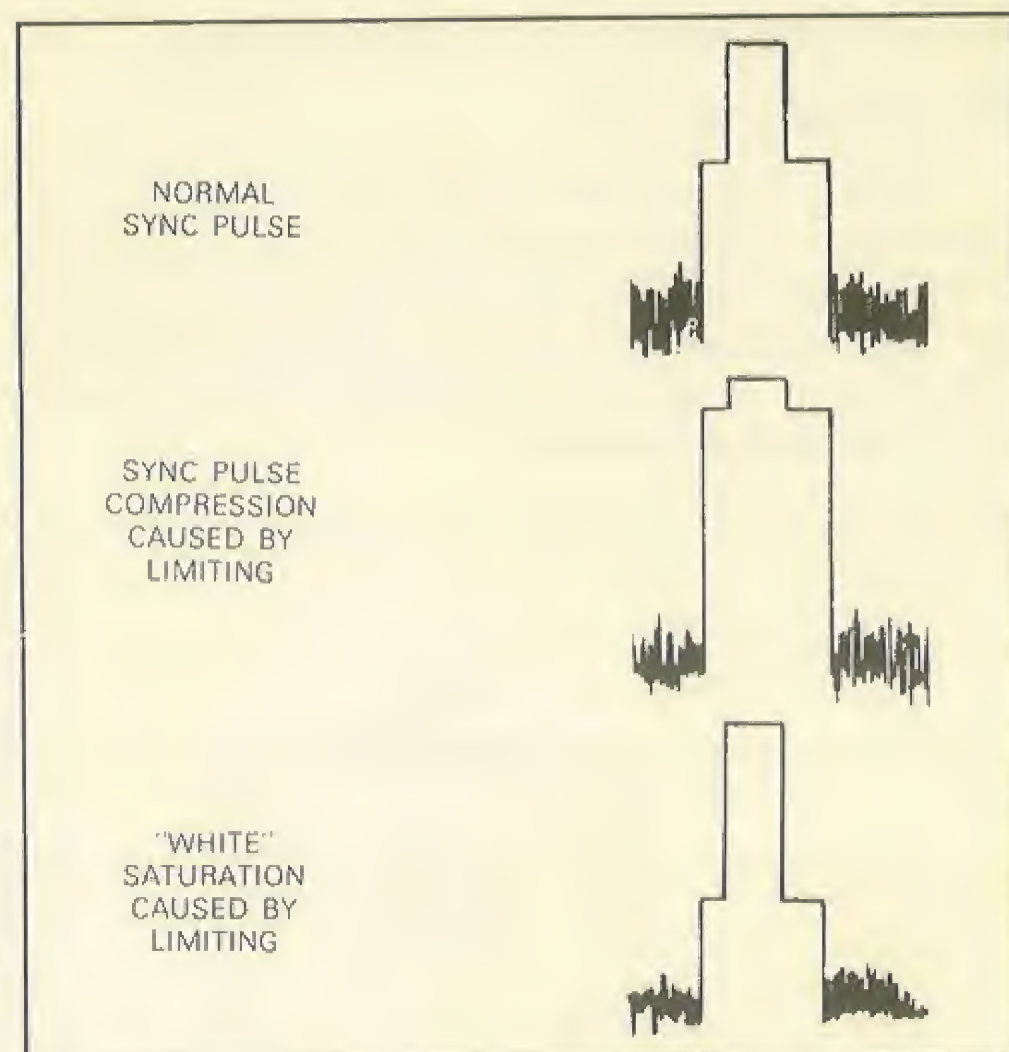 NORMAL
SYNC PULSE
SYNC PULSE
COMPRESSION
CAUSED BY
LIMITING
"WHITE"
SATURATION
CAUSED BY
LIMITING